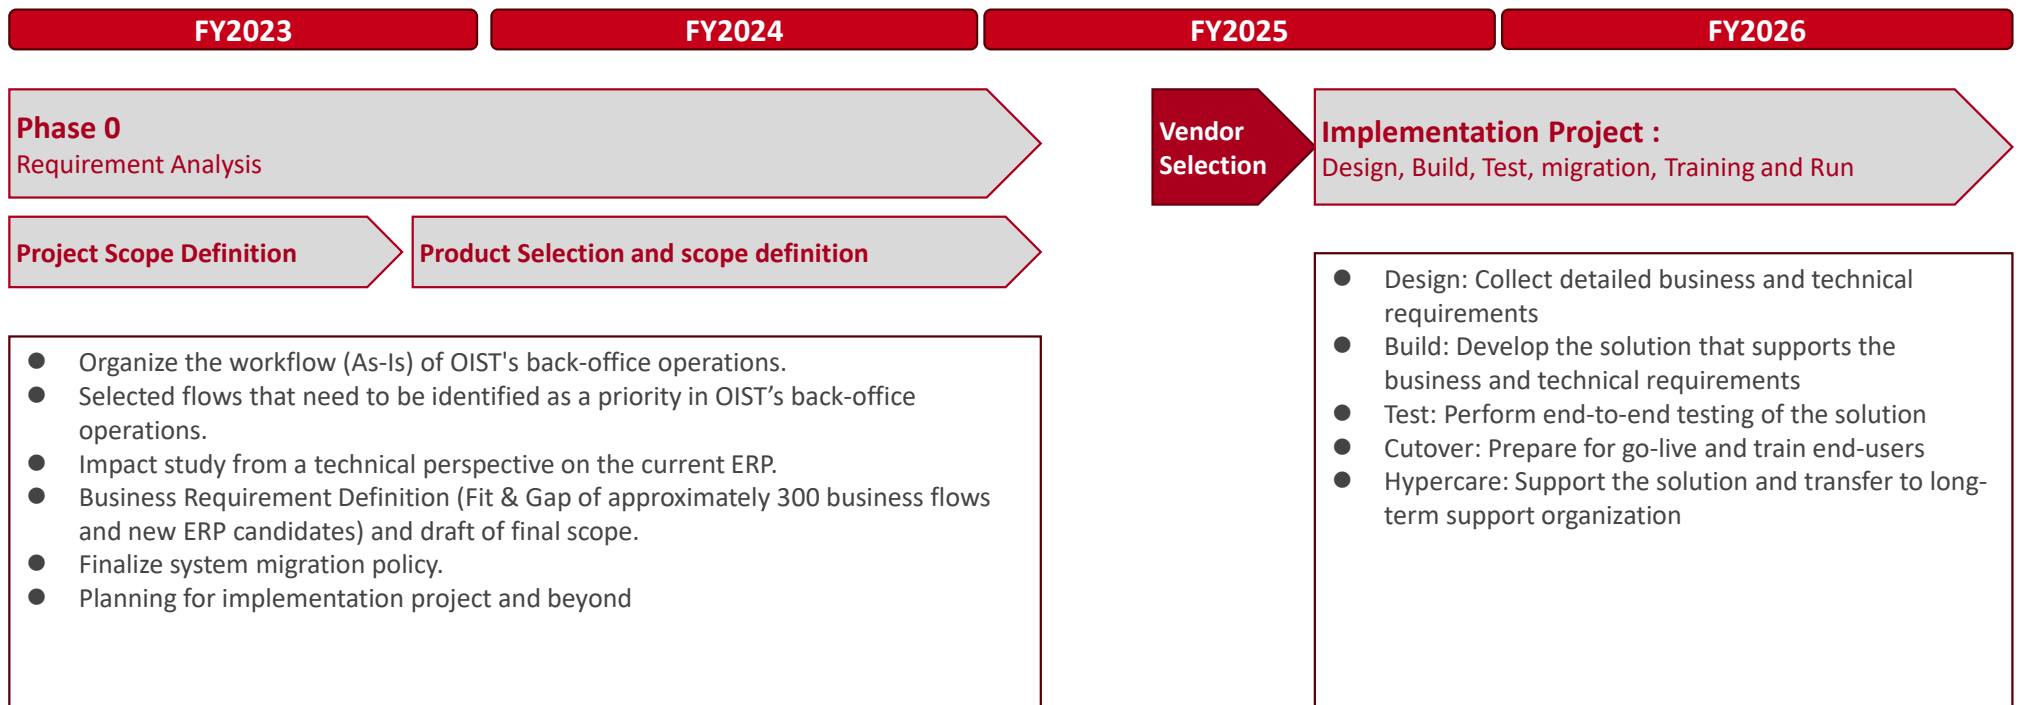 FY2023
FY2024
FY2025
FY2026
Phase 0
Requirement Analysis
Vendor
Selection
Implementation Project :
Design, Build, Test, migration, Training and Run
Project Scope Definition
Product Selection and scope definition
● Organize the workflow (As-Is) of OIST's back-office operations.
● Selected flows that need to be identified as a priority in OIST’s back-office
operations.
● Impact study from a technical perspective on the current ERP.
● Business Requirement Definition (Fit & Gap of approximately 300 business flows
and new ERP candidates) and draft of final scope.
● Finalize system migration policy.
● Planning for implementation project and beyond
● Design: Collect detailed business and technical
requirements
● Build: Develop the solution that supports the
business and technical requirements
● Test: Perform end-to-end testing of the solution
● Cutover: Prepare for go-live and train end-users
● Hypercare: Support the solution and transfer to long-
term support organization